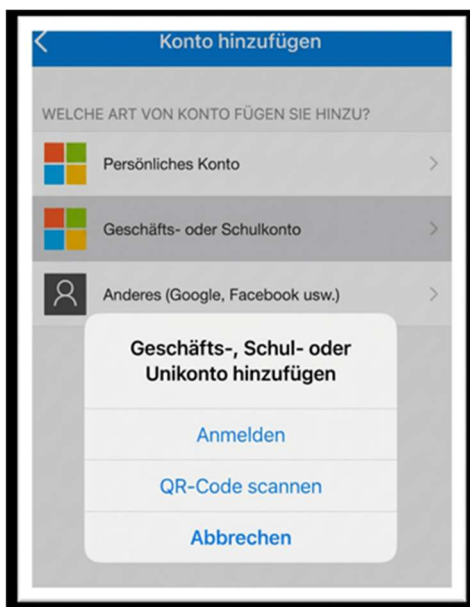 Konto hinzufügen
WELCHE ART VON KONTO FÜGEN SIE HINZU?
Persönliches Konto
Geschäfts- oder Schulkonto
Anderes (Google, Facebook usw.)
Geschäfts-, Schul- oder
Unikonto hinzufügen
Anmelden
QR-Code scannen
Abbrechen